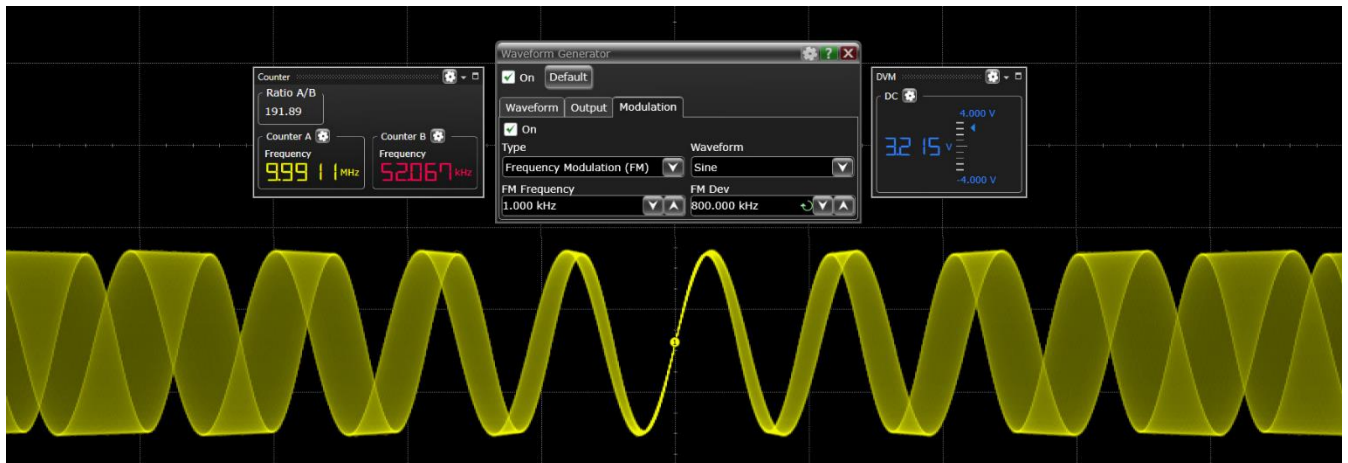 Counter
Ratio A/B
191.89
Counter A
Counter B
Frequency
Frequency
9.9911 MHz
52.067 kHz
Waveform Generator
?
X
On
Default
Waveform
Output
Modulation
On
Type
Waveform
Frequency Modulation (FM)
Sine
FM Frequency
FM Dev
1.000 kHz
800.000 kHz
DVM
DC
4.000 V
3.215 V
-4.000 V
1